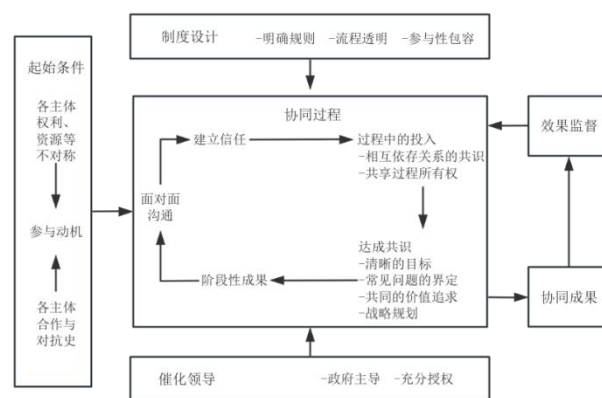 制度设计 -明确规则 -流程透明 -参与性包容
起始条件
各主体
权利、
资源等
不对称
参与动机
各主体
合作与
对抗史
协同过程
建立信任
过程中的投入
-相互依存关系的共识
-共享过程所有权
面对面
沟通
达成共识
-清晰的目标
-常见问题的界定
-共同的价值追求
-战略规划
阶段性成果
效果监督
协同成果
催化领导 -政府主导 -充分授权